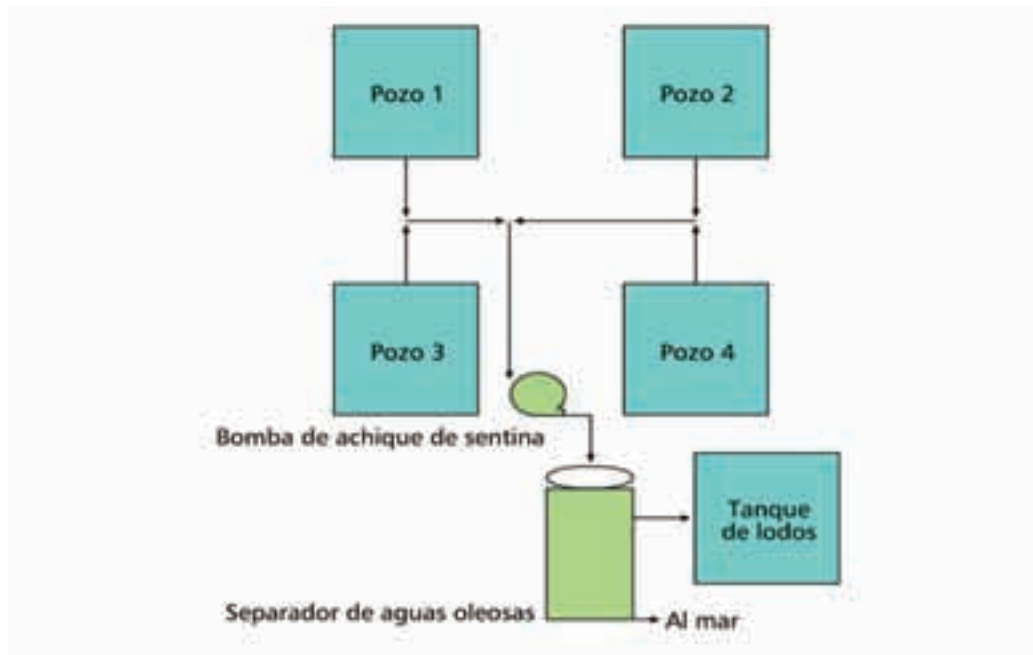 Pozo 1
Pozo 2
Pozo 3
Pozo 4
Bomba de achique de sentina
Tanque
de lodos
Separador de aguas oleosas
Al mar